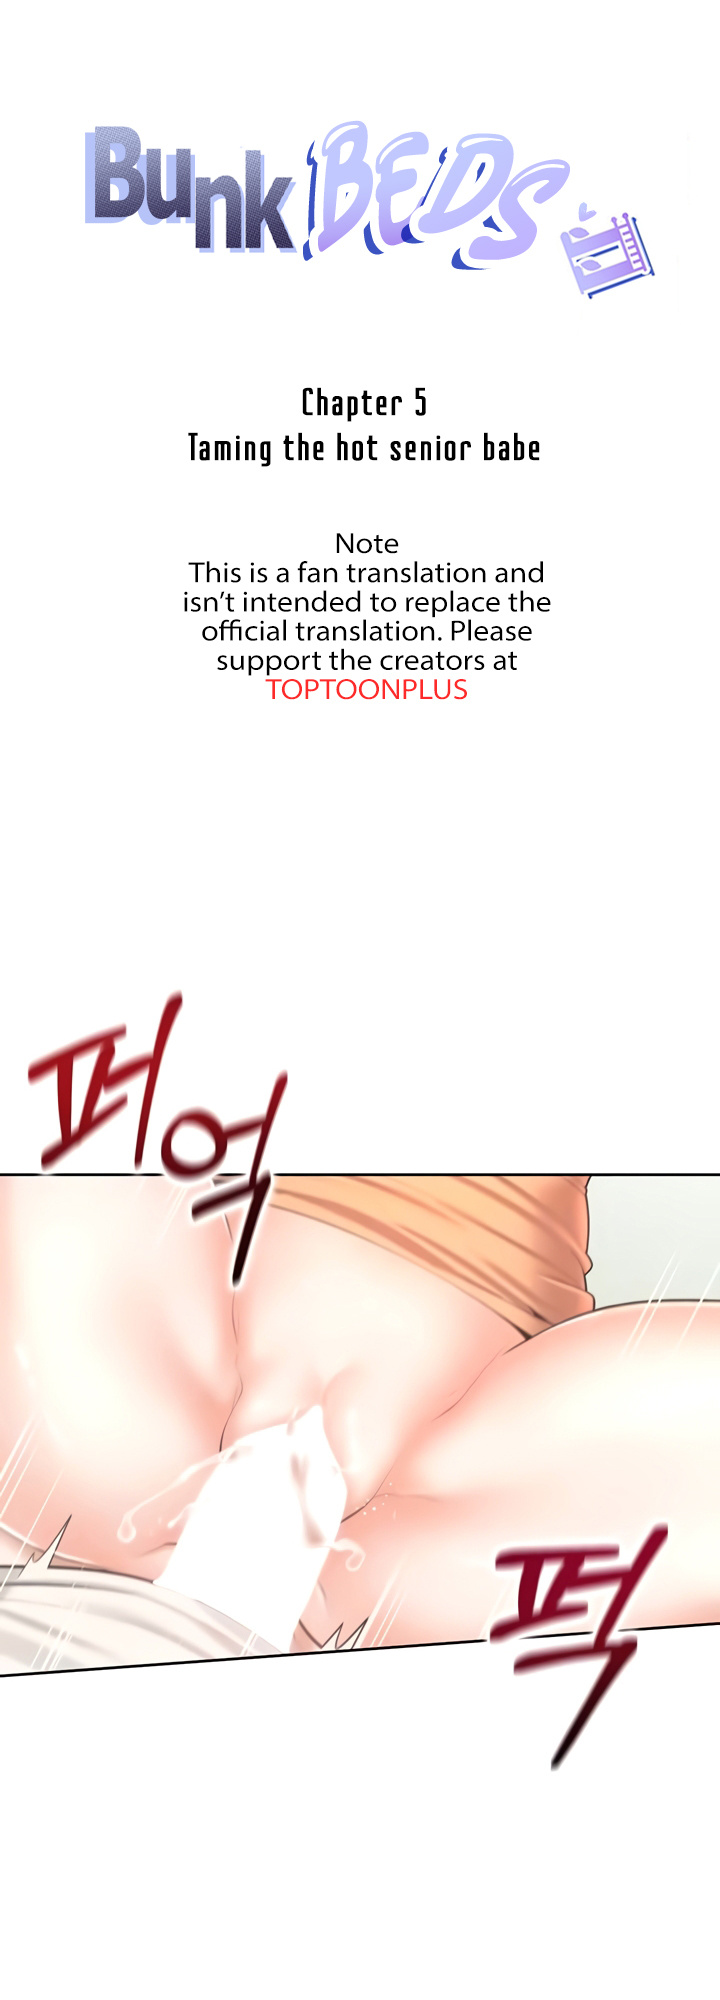 Bunk BEDS
Chapter 5
Taming the hot senior babe
Note
This is a fan translation and
isn't intended to replace the
official translation. Please
support the creators at
TOPTOONPLUS
퍼억
퍽